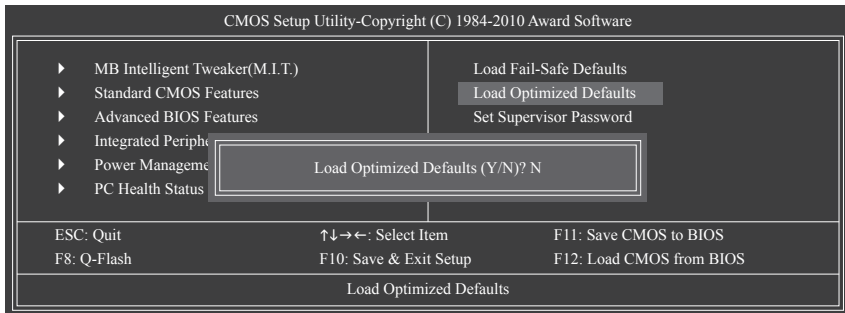 CMOS Setup Utility-Copyright (C) 1984-2010 Award Software
MB Intelligent Tweaker(M.I.T.)
Standard CMOS Features
Advanced BIOS Features
Integrated Periphe
Power Manageme
PC Health Status
Load Fail-Safe Defaults
Load Optimized Defaults
Set Supervisor Password
Load Optimized Defaults (Y/N)? N
ESC: Quit ↑↓→←: Select Item F11: Save CMOS to BIOS
F8: Q-Flash F10: Save & Exit Setup F12: Load CMOS from BIOS
Load Optimized Defaults